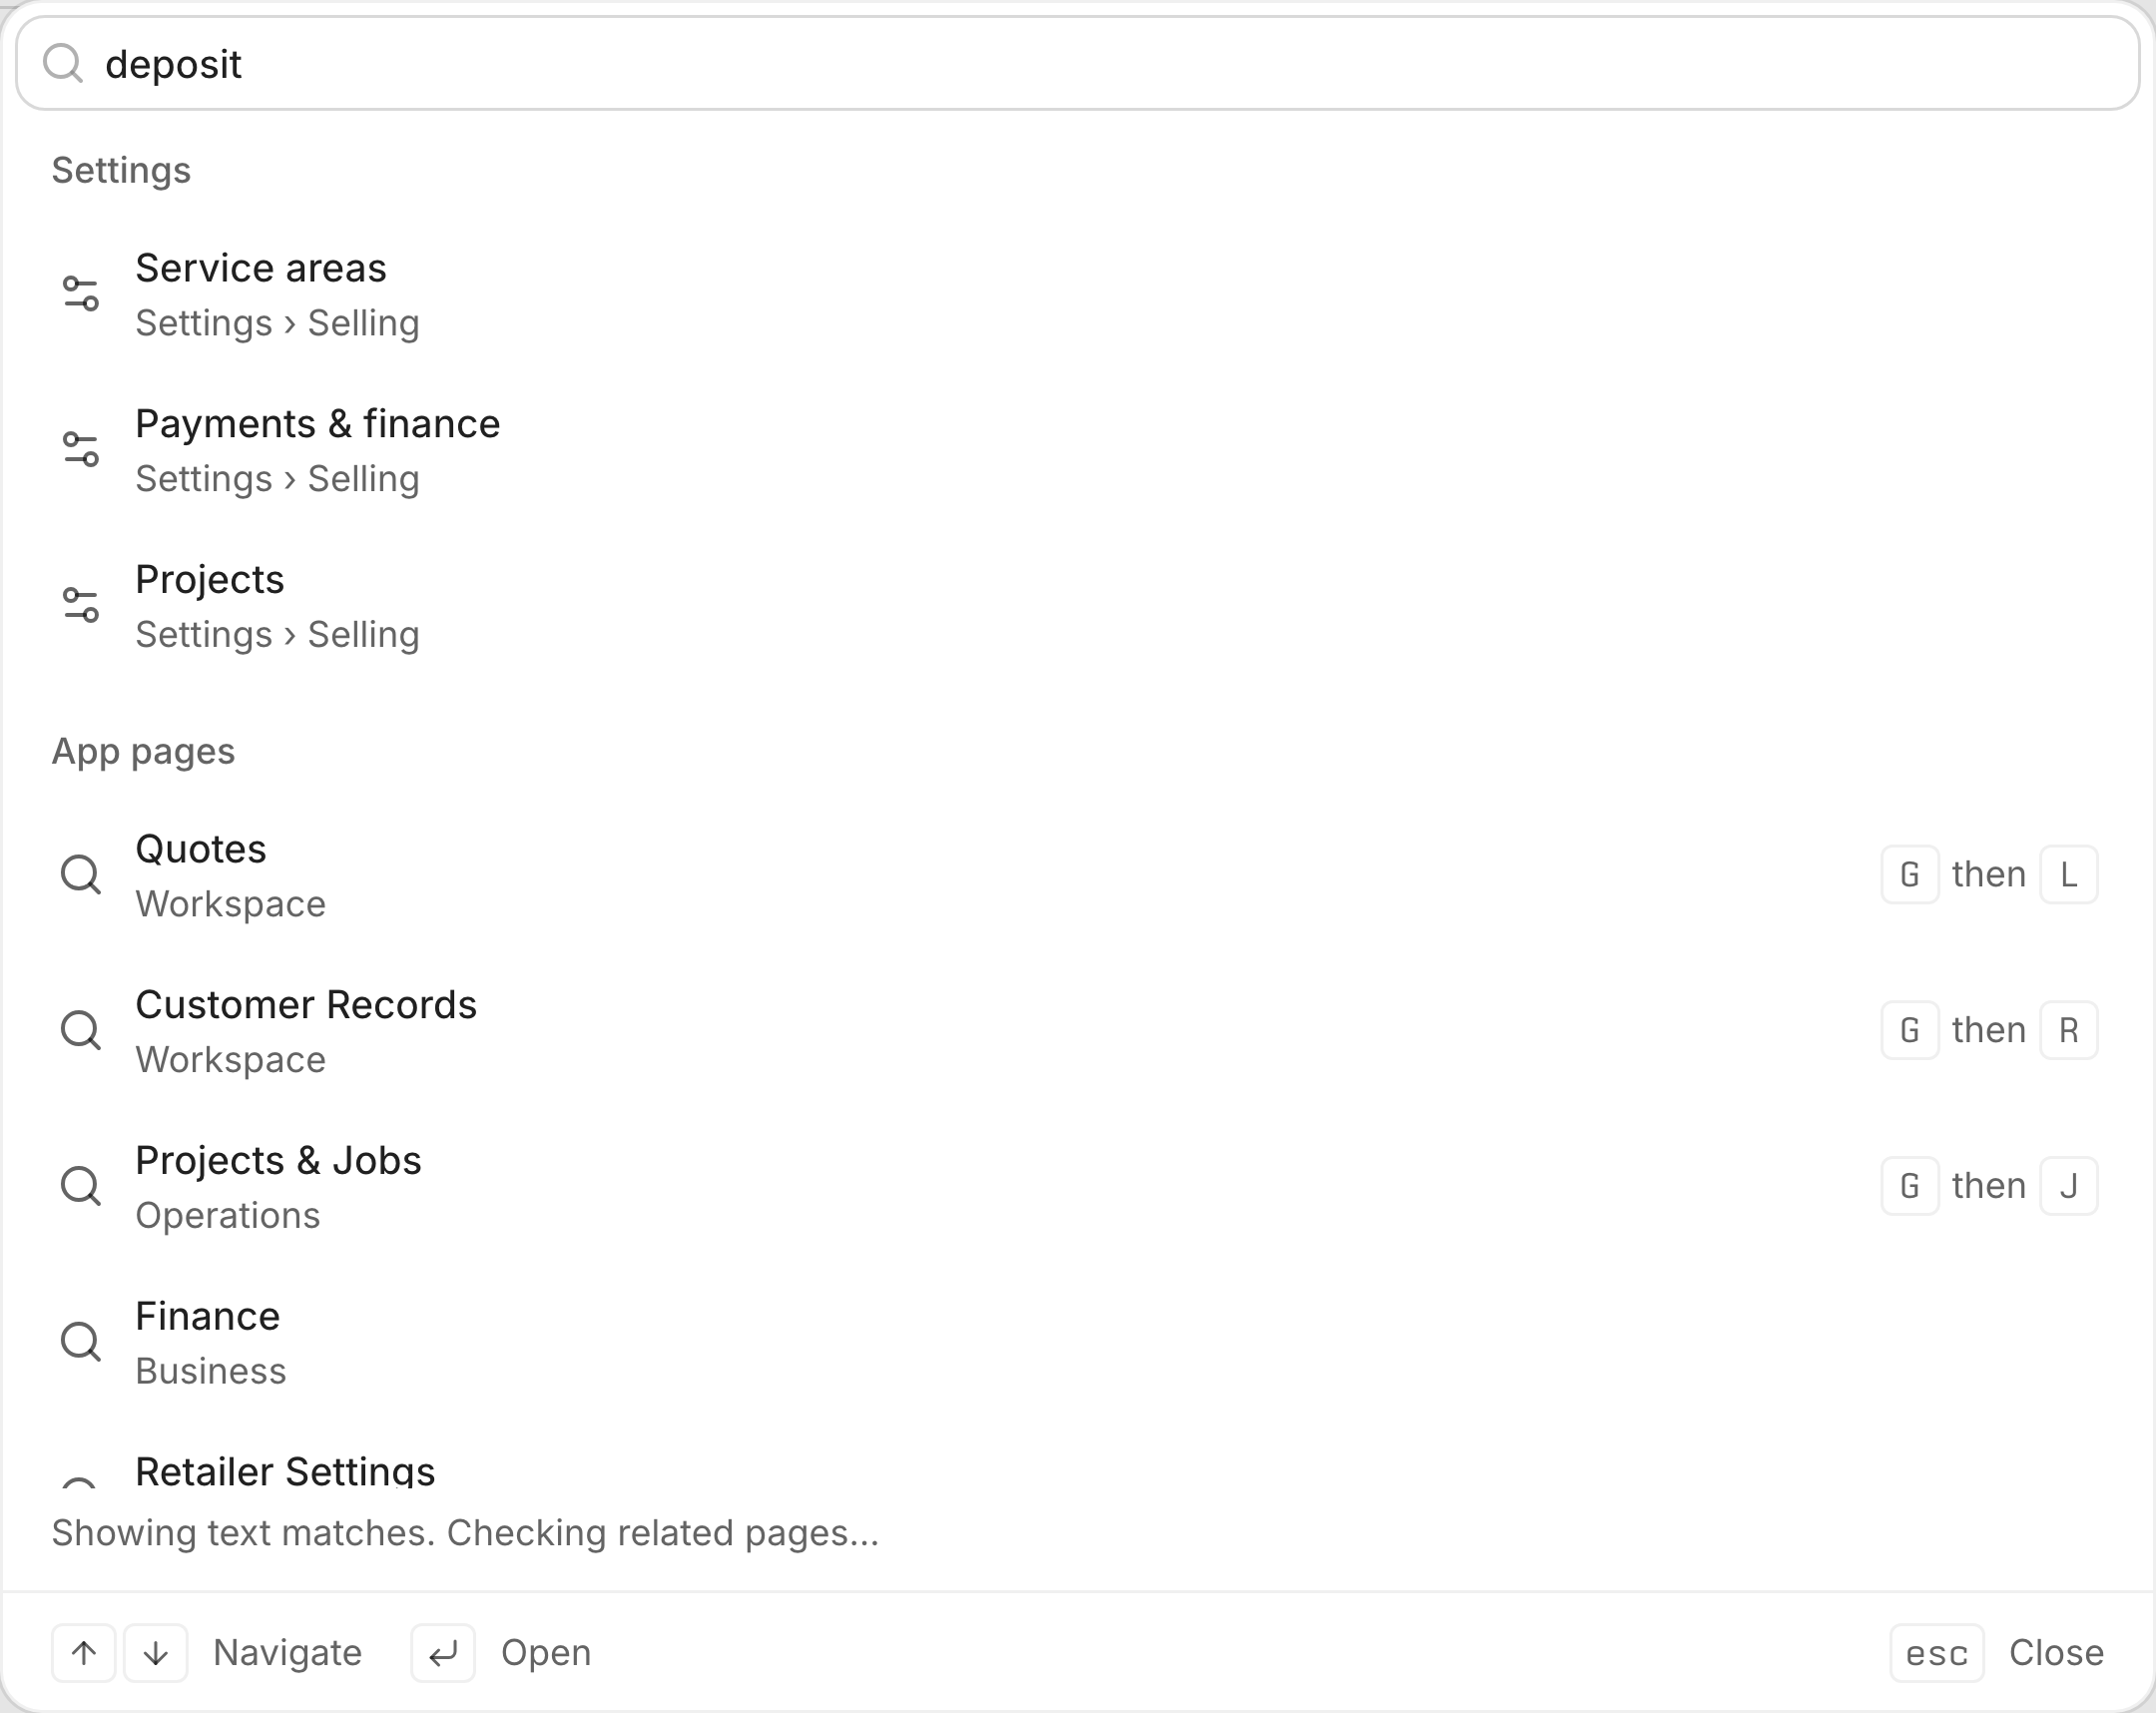 deposit
Settings
Service areas
Settings › Selling
Payments & finance
Settings › Selling
Projects
Settings › Selling
App pages
Quotes
Workspace
G then L
Customer Records
Workspace
G then R
Projects & Jobs
Operations
G then J
Finance
Business
Retailer Settings
Showing text matches. Checking related pages...
Navigate Open esc Close